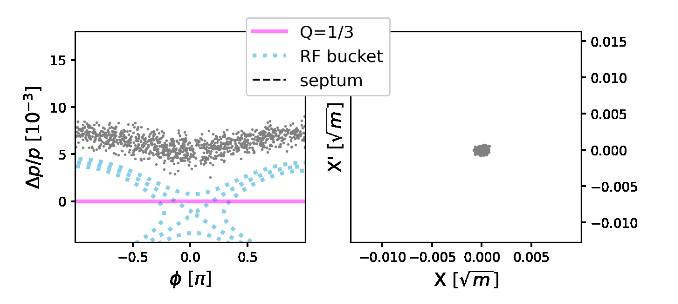 Q=1/3
RF bucket
septum
15
10
5
0
Δp/p [10⁻³]
−0.5
0.0
0.5
ϕ [π]
X' [√m]
0.015
0.010
0.005
0.000
−0.005
−0.010
−0.010 −0.005 0.000 0.005
X [√m]